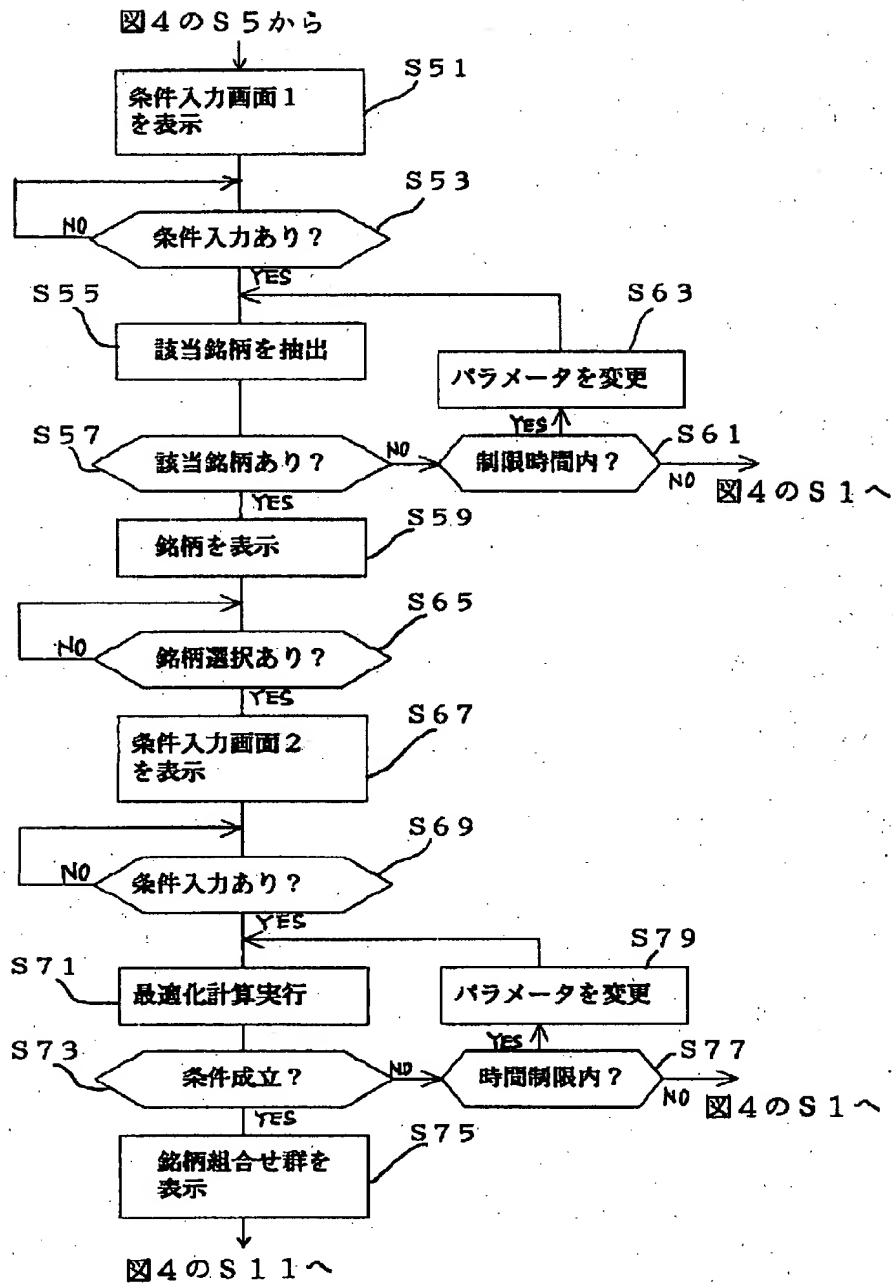 図4のS5から
S51
条件入力画面1
を表示
S53
NO
条件入力あり?
YES
S55
S63
該当銘柄を抽出
パラメータを変更
YES
S57
S61
該当銘柄あり?
NO
制限時間内?
NO
図4のS1へ
YES
S59
銘柄を表示
S65
NO
銘柄選択あり?
YES
S67
条件入力画面2
を表示
S69
NO
条件入力あり?
YES
S79
S71
最適化計算実行
パラメータを変更
YES
S73
S77
条件成立?
NO
時間制限内?
NO
図4のS1へ
YES
S75
銘柄組合せ群を
表示
図4のS11へ